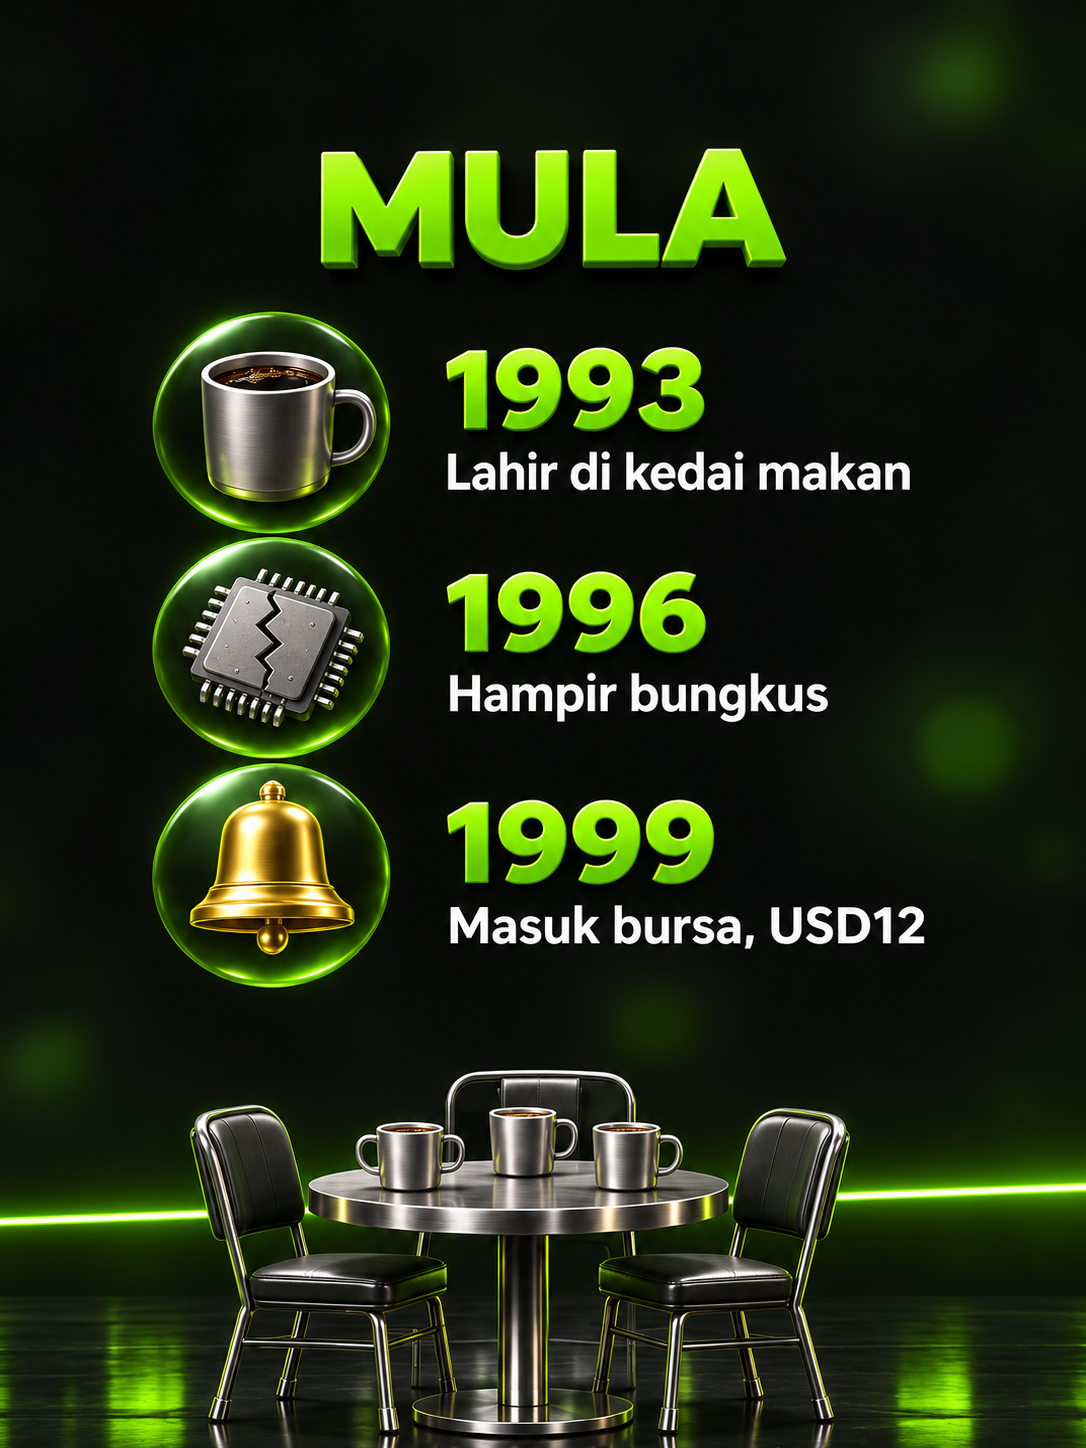 MULA
1993
Lahir di kedai makan
1996
Hampir bungkus
1999
Masuk bursa, USD12